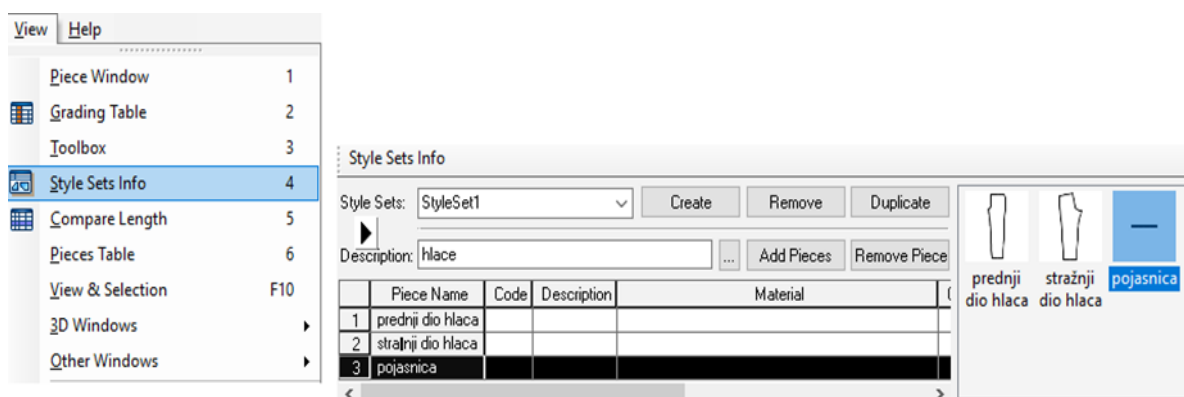 View Help
Piece Window 1
Grading Table 2
Toolbox 3
Style Sets Info 4
Compare Length 5
Pieces Table 6
View & Selection F10
3D Windows
Other Windows
Style Sets Info
Style Sets: StyleSet1 Create Remove Duplicate
Description: hlace ... Add Pieces Remove Piece
Piece Name Code Description Material
1 prednji dio hlaca
2 stralnji dio hlaca
3 pojasnica
prednji dio hlaca
stražnji dio hlaca
pojasnica